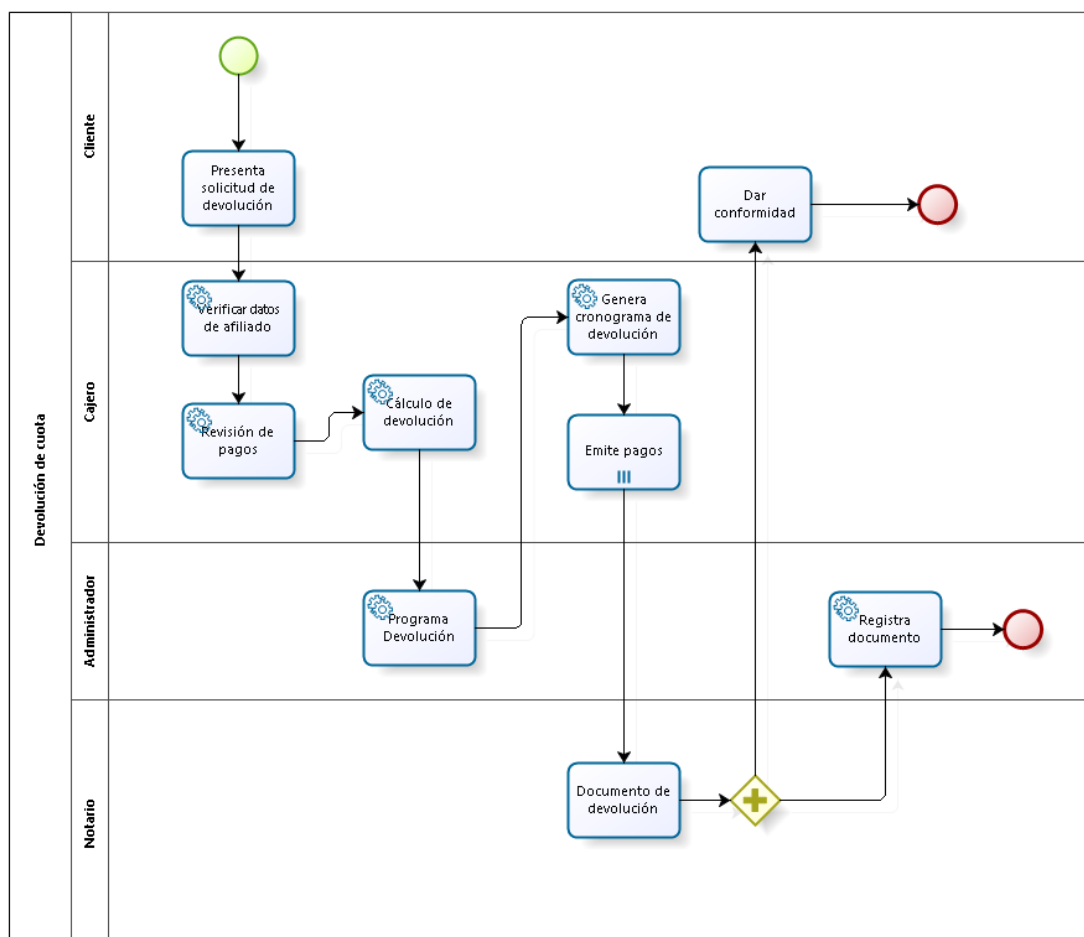 Devolución de cuota
Cliente
Presenta
solicitud de
devolución
Dar
conformidad
Cajero
Verificar datos
de afiliado
Genera
cronograma de
devolución
Revisión de
pagos
Cálculo de
devolución
Emite pagos
Administrador
Programa
Devolución
Registra
documento
Notario
Documento de
devolución